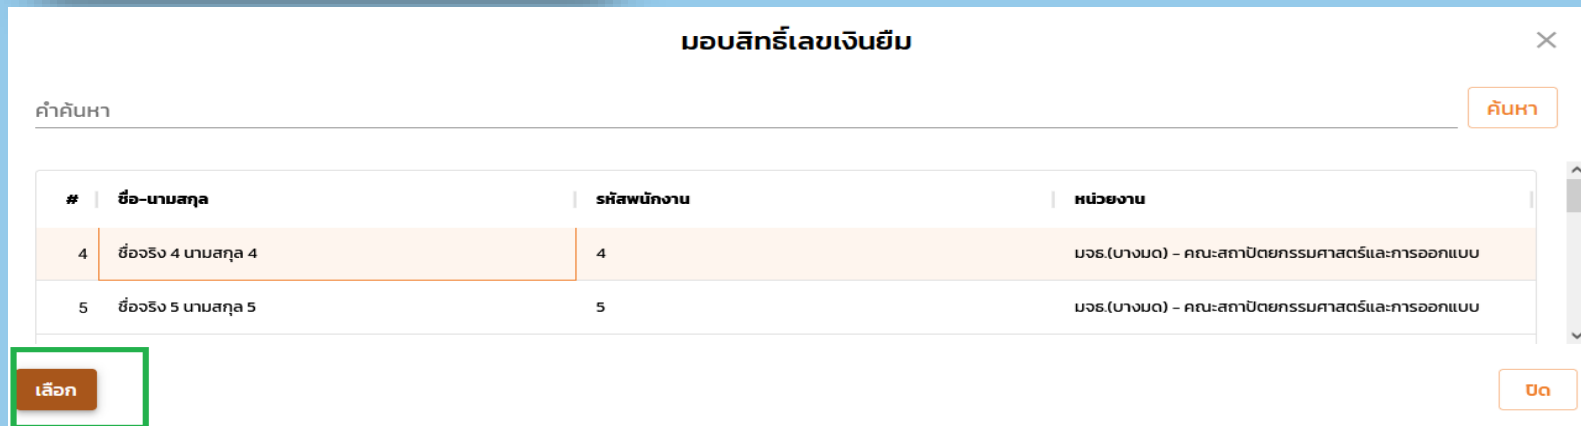 มอบสิทธิ์เลขเงินยืม
คำค้นหา
ค้นหา
# ชื่อ-นามสกุล รหัสพนักงาน หน่วยงาน
4 ชื่อจริง 4 นามสกุล 4 4 มจธ.(บางมด) - คณะสถาปัตยกรรมศาสตร์และการออกแบบ
5 ชื่อจริง 5 นามสกุล 5 5 มจธ.(บางมด) - คณะสถาปัตยกรรมศาสตร์และการออกแบบ
เลือก ปิด